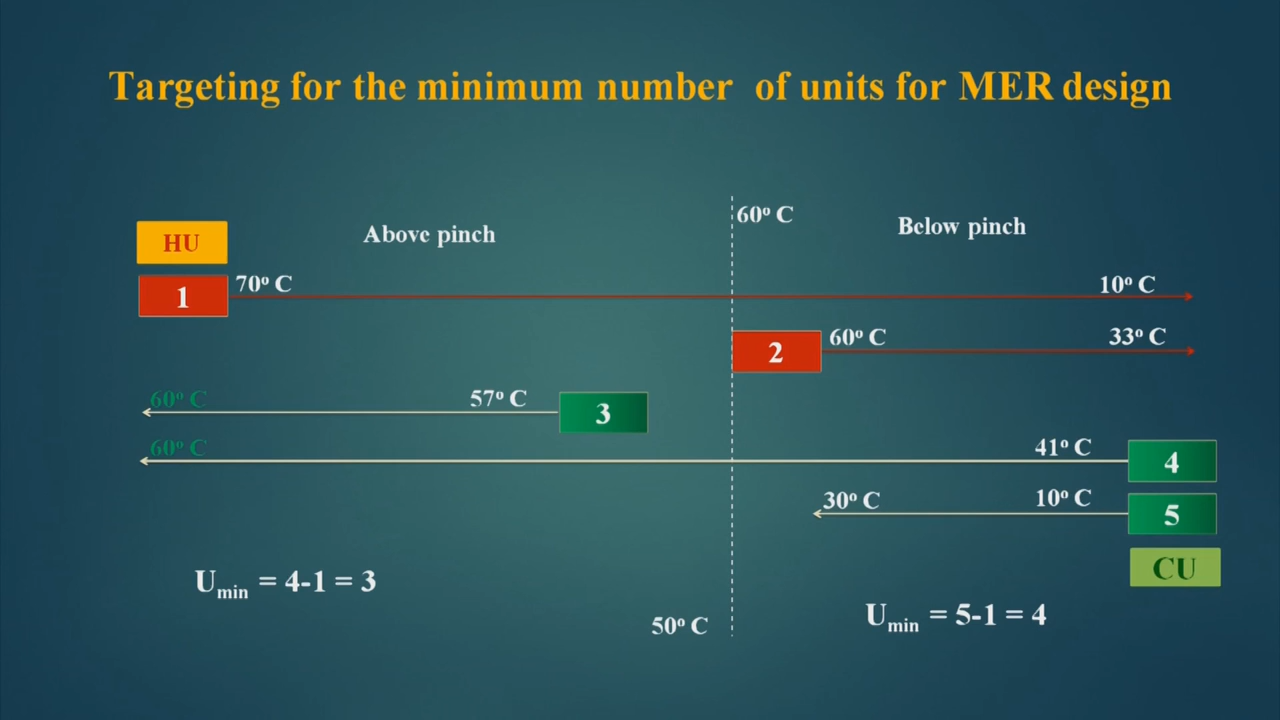 Targeting for the minimum number of units for MER design
60º C
Below pinch
HU
Above pinch
1
70º C
10º C
2
60º C
33º C
60º C
57º C
3
60º C
41º C
4
30º C
10º C
5
CU
Umin = 4-1 = 3
Umin = 5-1 = 4
50º C